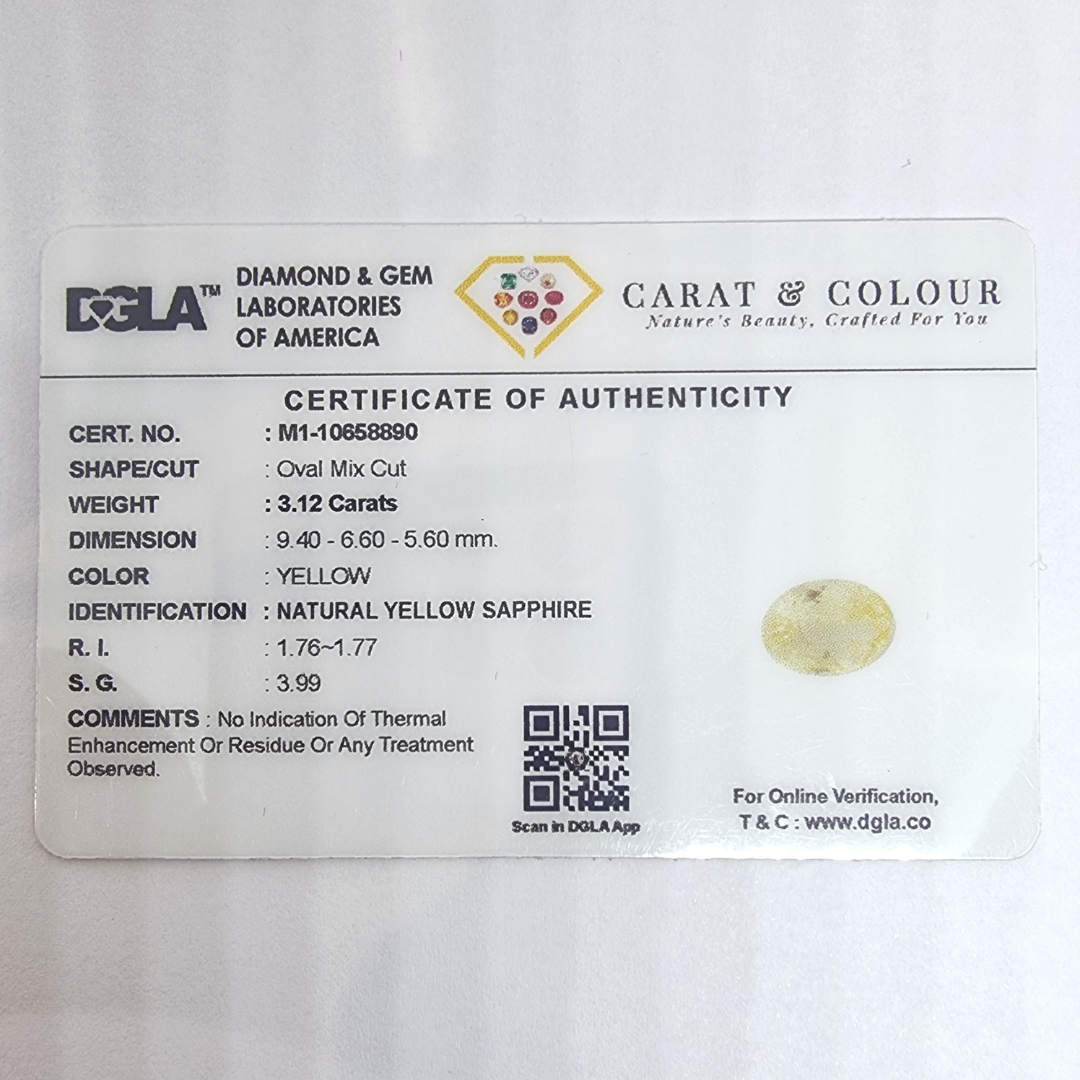 DGLA™
DIAMOND & GEM
LABORATORIES
OF AMERICA
CARAT & COLOUR
Nature's Beauty, Crafted For You
CERTIFICATE OF AUTHENTICITY
CERT. NO. : M1-10658890
SHAPE/CUT : Oval Mix Cut
WEIGHT : 3.12 Carats
DIMENSION : 9.40 - 6.60 - 5.60 mm.
COLOR : YELLOW
IDENTIFICATION : NATURAL YELLOW SAPPHIRE
R. I. : 1.76~1.77
S. G. : 3.99
COMMENTS : No Indication Of Thermal
Enhancement Or Residue Or Any Treatment
Observed.
Scan in DGLA App
For Online Verification,
T & C : www.dgla.co